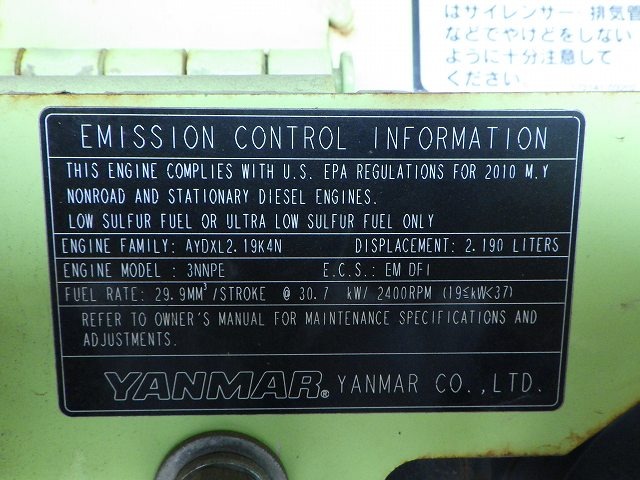 はサイレンサー・排気管
などでやけどをしない
ように十分注意して
ください
EMISSION CONTROL INFORMATION
THIS ENGINE COMPLIES WITH U.S. EPA REGULATIONS FOR 2010 M.Y
NONROAD AND STATIONARY DIESEL ENGINES.
LOW SULFUR FUEL OR ULTRA LOW SULFUR FUEL ONLY
ENGINE FAMILY: AYDXL2.19K4N DISPLACEMENT: 2.190 LITERS
ENGINE MODEL : 3NNPE E.C.S.: EM DFI
FUEL RATE: 29.9MM³/STROKE @ 30.7 kW/ 2400RPM (19≦kW<37)
REFER TO OWNER'S MANUAL FOR MAINTENANCE SPECIFICATIONS AND
ADJUSTMENTS.
YANMAR® YANMAR CO.,LTD.